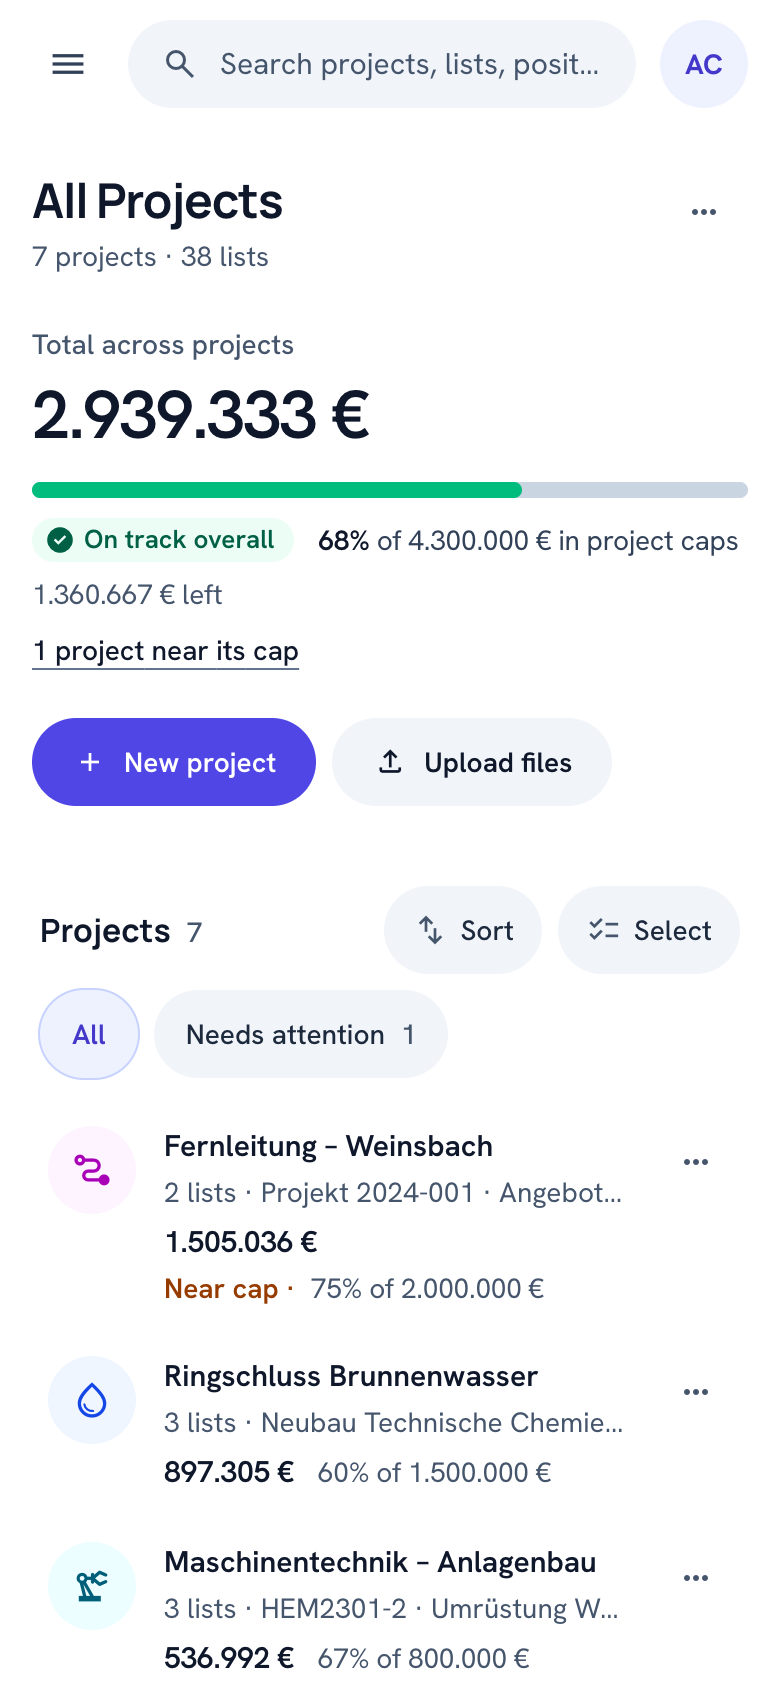 Search projects, lists, posit...
AC
All Projects
7 projects · 38 lists
Total across projects
2.939.333 €
On track overall 68% of 4.300.000 € in project caps
1.360.667 € left
1 project near its cap
New project
Upload files
Projects 7
Sort
Select
All
Needs attention 1
Fernleitung – Weinsbach
2 lists · Projekt 2024-001 · Angebot...
1.505.036 €
Near cap · 75% of 2.000.000 €
Ringschluss Brunnenwasser
3 lists · Neubau Technische Chemie...
897.305 € 60% of 1.500.000 €
Maschinentechnik – Anlagenbau
3 lists · HEM2301-2 · Umrüstung W...
536.992 € 67% of 800.000 €